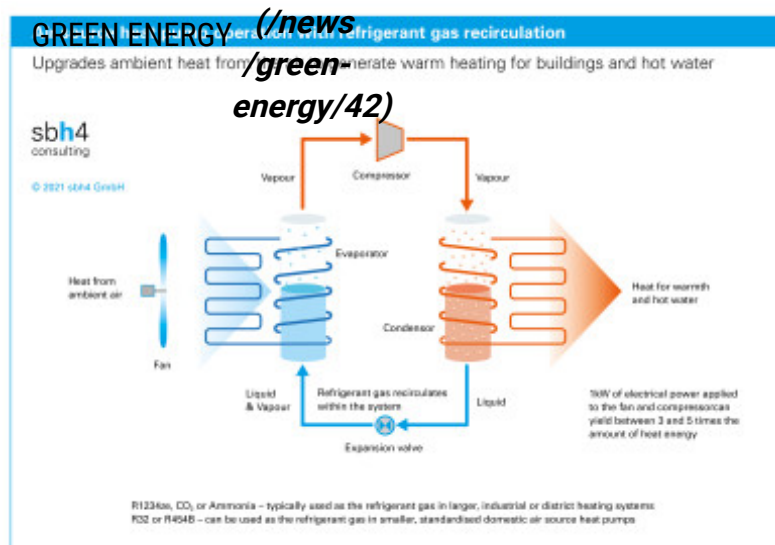 GREEN ENERGY (/news
/green-
energy/42)
operation with refrigerant gas recirculation
Upgrades ambient heat from generate warm heating for buildings and hot water
sbh4
consulting
© 2021 sbh4 GmbH
Vapour
Compressor
Vapour
Evaporator
Heat from
ambient air
Heat for warmth
and hot water
Condensor
Fan
Liquid
& Vapour
Refrigerant gas recirculates
within the system
Liquid
Expansion valve
1kW of electrical power applied
to the fan and compressorcan
yield between 3 and 5 times the
amount of heat energy
R1234ze, CO₂ or Ammonia – typically used as the refrigerant gas in larger, industrial or district heating systems
R32 or R454B – can be used as the refrigerant gas in smaller, standardised domestic air source heat pumps